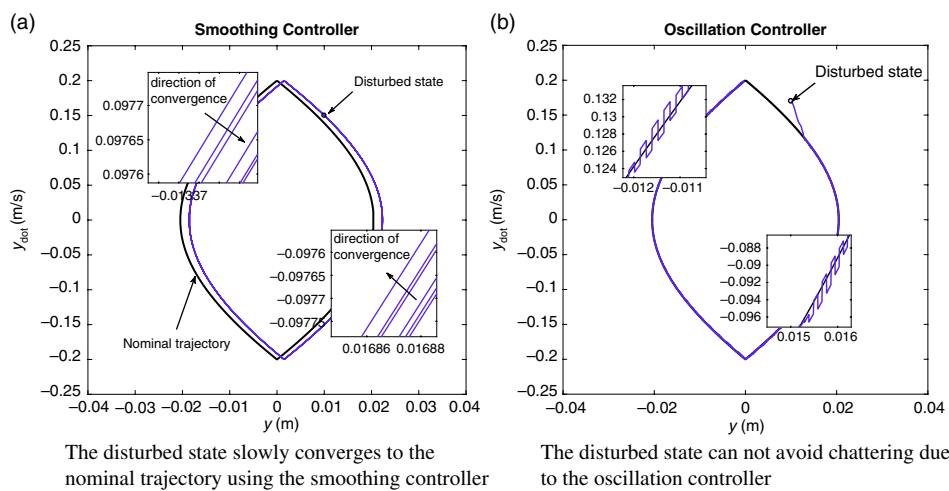 (a)
Smoothing Controller
0.25
0.2
0.15
0.1
0.05
0
−0.05
−0.1
−0.15
−0.2
−0.25
y_dot (m/s)
direction of
convergence
0.0977
0.09765
0.0976
−0.01337
Disturbed state
direction of
convergence
−0.0976
−0.09765
−0.0977
−0.09775
0.01686
0.01688
Nominal trajectory
−0.04 −0.03 −0.02 −0.01 0 0.01 0.02 0.03 0.04
y (m)
The disturbed state slowly converges to the
nominal trajectory using the smoothing controller
(b)
Oscillation Controller
0.25
0.2
0.15
0.1
0.05
0
−0.05
−0.1
−0.15
−0.2
−0.25
y_dot (m/s)
Disturbed state
0.132
0.13
0.128
0.126
0.124
−0.012 −0.011
−0.088
−0.09
−0.092
−0.094
−0.096
0.015 0.016
−0.04 −0.02 0 0.02 0.04
y (m)
The disturbed state can not avoid chattering due
to the oscillation controller